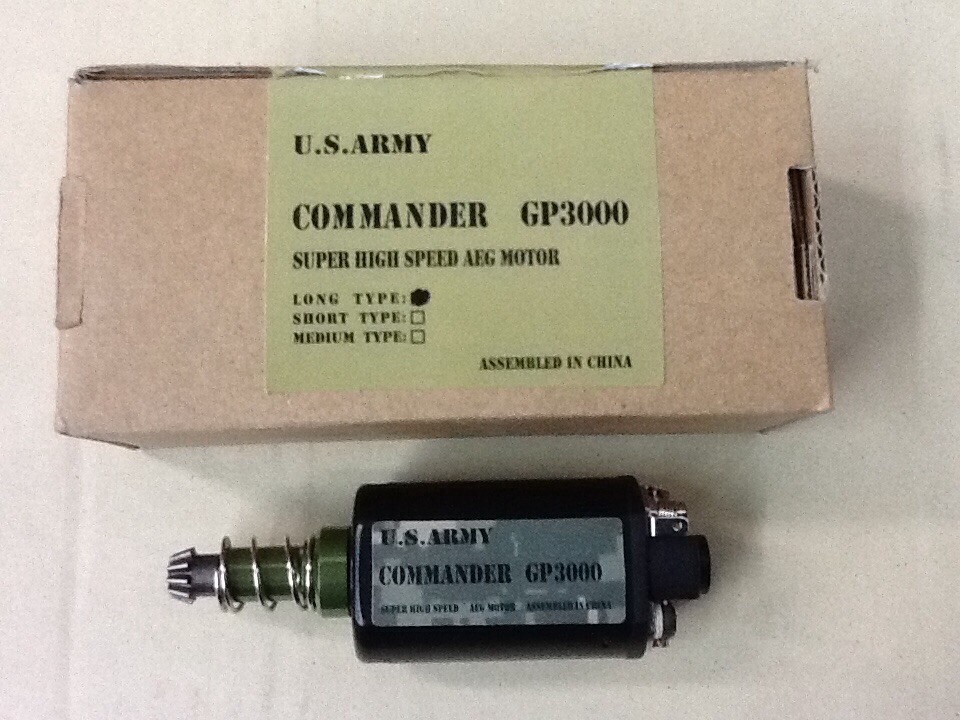 U.S.ARMY
COMMANDER GP3000
SUPER HIGH SPEED AEG MOTOR
LONG TYPE:
SHORT TYPE:
MEDIUM TYPE:
ASSEMBLED IN CHINA
U.S.ARMY
COMMANDER GP3000
SUPER HIGH SPEED AEG MOTOR ASSEMBLED IN CHINA